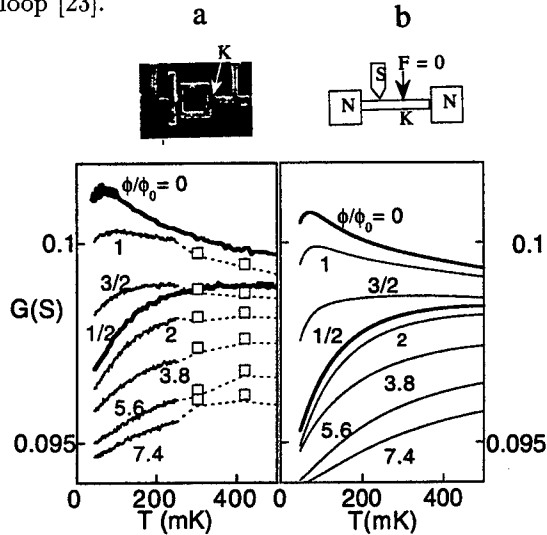 loop [23].
a
b
K
S
F = 0
N
N
K
ϕ/ϕ₀ = 0
1
3/2
1/2
2
3.8
5.6
7.4
ϕ/ϕ₀ = 0
1
3/2
1/2
2
3.8
5.6
7.4
0.1
0.1
G(S)
0.095
0.095
0
200
400
0
200
400
T (mK)
T(mK)